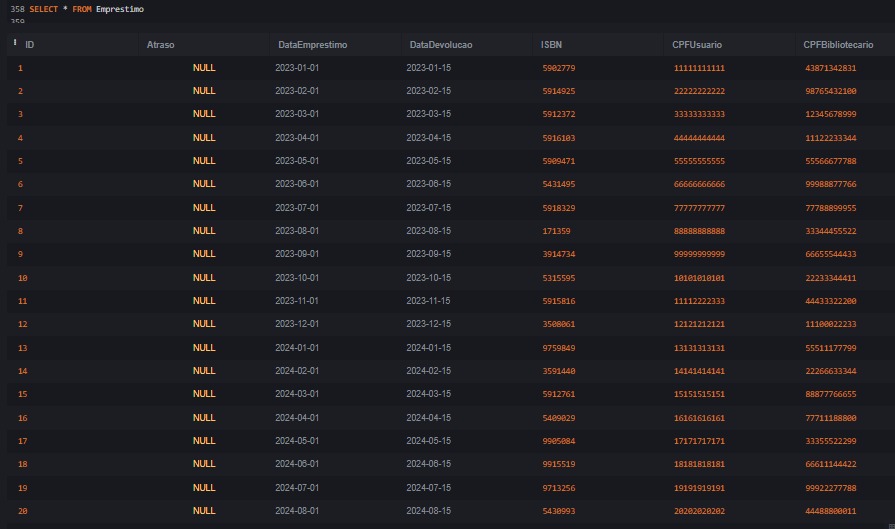 358 SELECT * FROM Emprestimo
359
ID Atraso DataEmprestimo DataDevolucao ISBN CPFUsuario CPFBibliotecario
1 NULL 2023-01-01 2023-01-15 5902779 11111111111 43871342831
2 NULL 2023-02-01 2023-02-15 5914925 22222222222 98765432100
3 NULL 2023-03-01 2023-03-15 5912372 33333333333 12345678999
4 NULL 2023-04-01 2023-04-15 5916103 44444444444 11122233344
5 NULL 2023-05-01 2023-05-15 5909471 55555555555 55566677788
6 NULL 2023-06-01 2023-06-15 5431495 66666666666 99988877766
7 NULL 2023-07-01 2023-07-15 5918329 77777777777 77788899955
8 NULL 2023-08-01 2023-08-15 171359 88888888888 33344455522
9 NULL 2023-09-01 2023-09-15 3914734 99999999999 66655544433
10 NULL 2023-10-01 2023-10-15 5315595 10101010101 22233344411
11 NULL 2023-11-01 2023-11-15 5915816 11112222333 44433322200
12 NULL 2023-12-01 2023-12-15 3508061 12121212121 11100022233
13 NULL 2024-01-01 2024-01-15 9759849 13131313131 55511177799
14 NULL 2024-02-01 2024-02-15 3591440 14141414141 22266633344
15 NULL 2024-03-01 2024-03-15 5912761 15151515151 88877766655
16 NULL 2024-04-01 2024-04-15 5409029 16161616161 77711188800
17 NULL 2024-05-01 2024-05-15 9905084 17171717171 33355522299
18 NULL 2024-06-01 2024-06-15 9915519 18181818181 66611144422
19 NULL 2024-07-01 2024-07-15 9713256 19191919191 99922277788
20 NULL 2024-08-01 2024-08-15 5430993 20202020202 44488800011